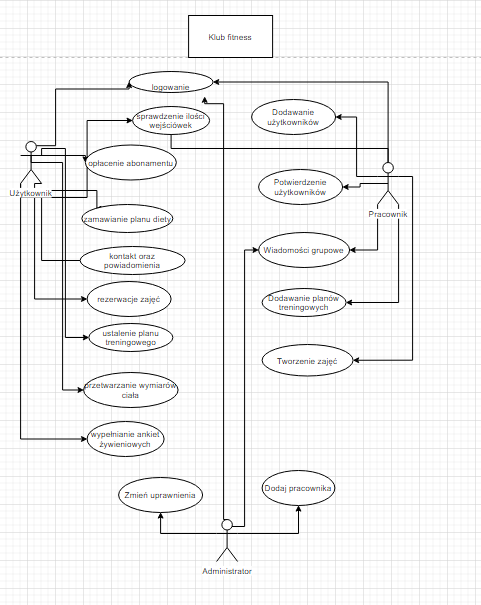 Klub fitness
logowanie
sprawdzenie ilości
wejściówek
Dodawanie
użytkowników
opłacenie abonamentu
Użytkownik
Potwierdzenie
użytkowników
Pracownik
zamawianie planu diety
kontakt oraz
powiadomienia
Wiadomości grupowe
rezerwacje zajęć
Dodawanie planów
treningowych
ustalenie planu
treningowego
Tworzenie zajęć
przetwarzanie wymiarów
ciała
wypełnianie ankiet
żywieniowych
Zmień uprawnienia
Dodaj pracownika
Administrator